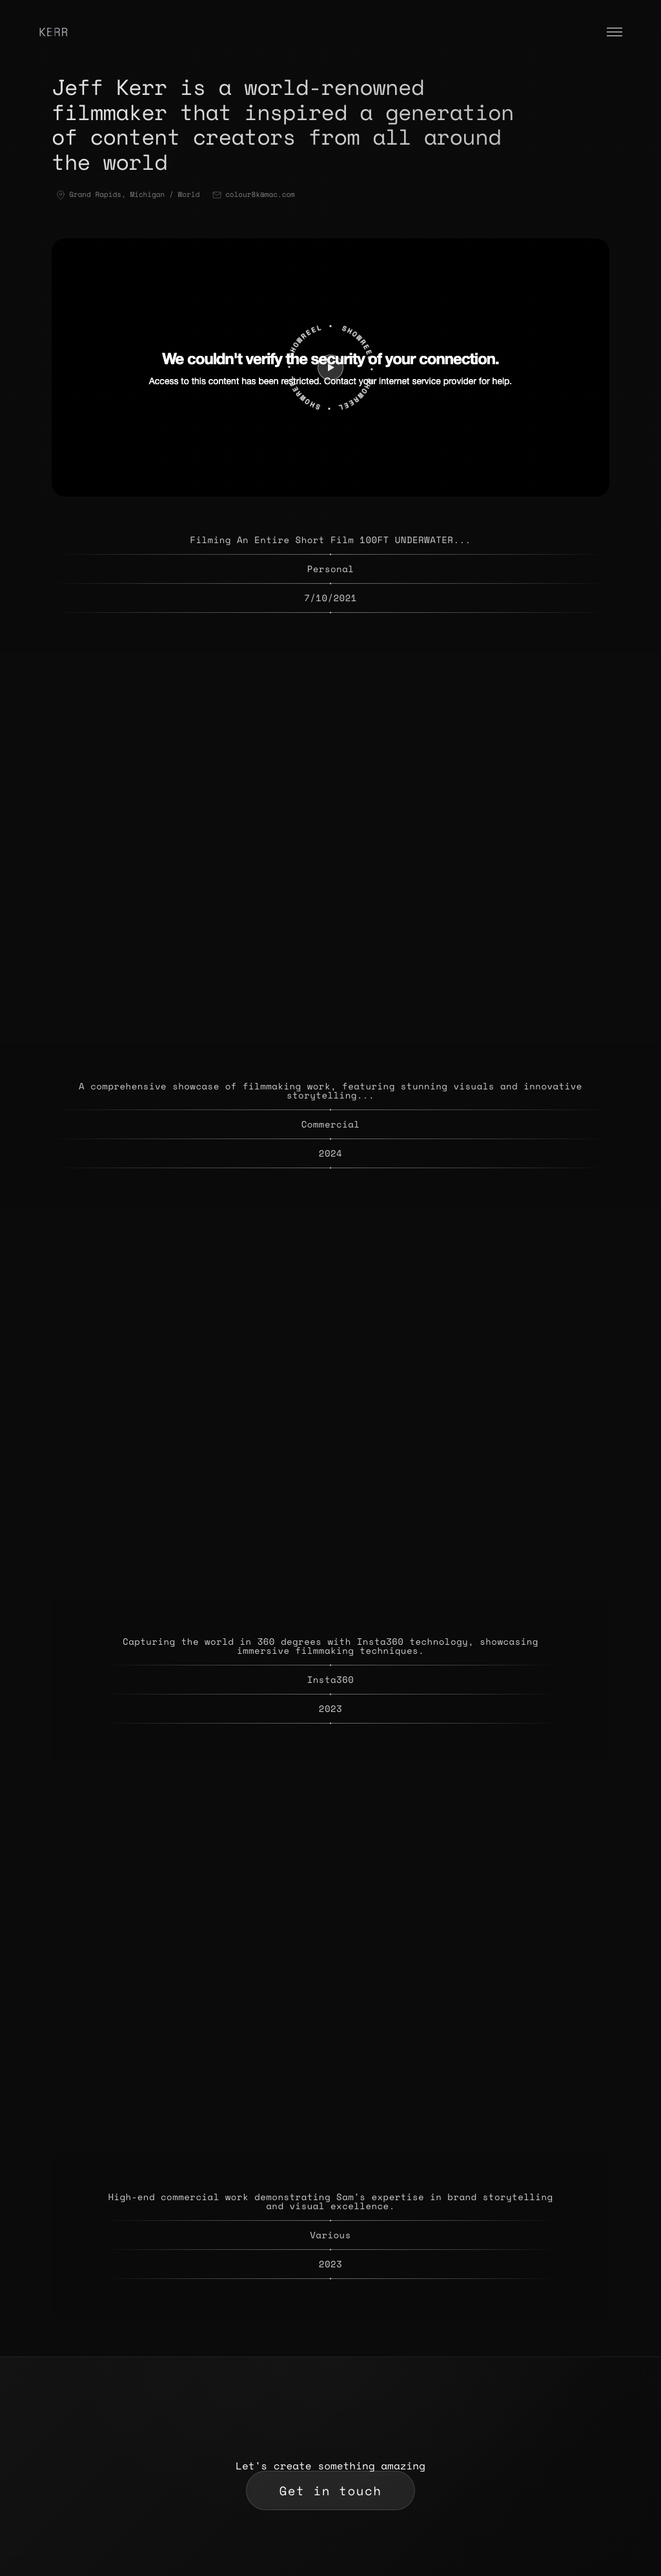 KERR
Jeff Kerr is a world-renowned
filmmaker that inspired a generation
of content creators from all around
the world
Grand Rapids, Michigan / World colour8k@mac.com
SHOWREEL • SHOWREEL • SHOWREEL • SHOWREEL •
We couldn't verify the security of your connection.
Access to this content has been restricted. Contact your internet service provider for help.
Filming An Entire Short Film 100FT UNDERWATER...
Personal
7/10/2021
A comprehensive showcase of filmmaking work, featuring stunning visuals and innovative
storytelling...
Commercial
2024
Capturing the world in 360 degrees with Insta360 technology, showcasing
immersive filmmaking techniques.
Insta360
2023
High-end commercial work demonstrating Sam's expertise in brand storytelling
and visual excellence.
Various
2023
Let's create something amazing
Get in touch